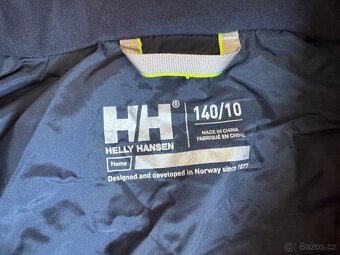 HH®
140/10
MADE IN CHINA
FABRIQUÉ EN CHINE
HELLY HANSEN
Name
Designed and developed in Norway since 1877
Bazoš.cz